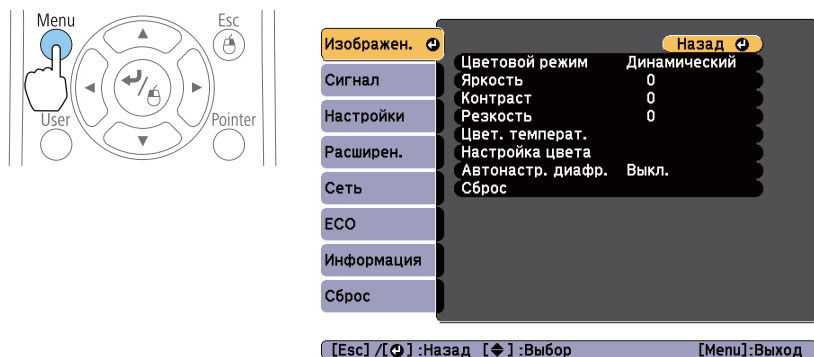 Menu
Esc
User
Pointer
Изображен.
Сигнал
Настройки
Расширен.
Сеть
ECO
Информация
Сброс
Назад
Цветовой режим Динамический
Яркость 0
Контраст 0
Резкость 0
Цвет. температ.
Настройка цвета
Автонастр. диафр. Выкл.
Сброс
[Esc] /[ ] :Назад [ ] :Выбор [Menu]:Выход